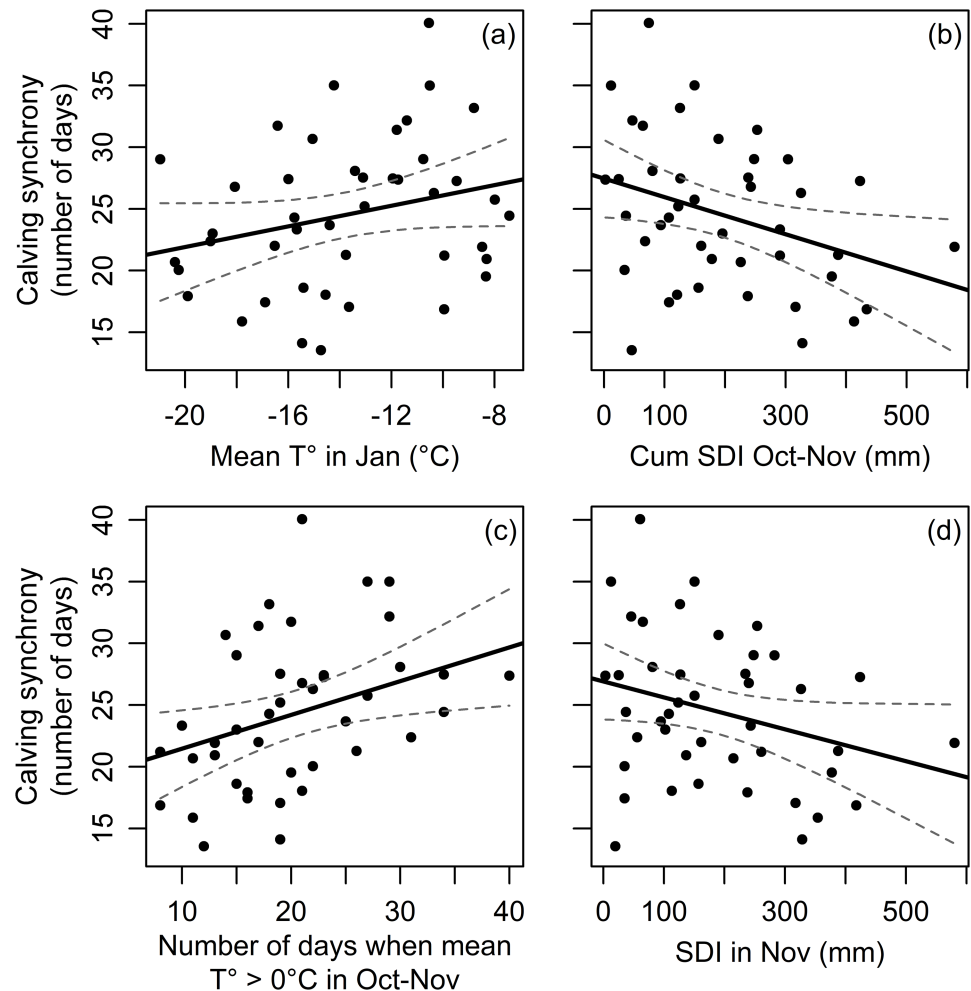 (a)
40
35
30
25
20
15
Calving synchrony
(number of days)
-20 -16 -12 -8
Mean T° in Jan (°C)
(b)
0 100 300 500
Cum SDI Oct-Nov (mm)
(c)
40
35
30
25
20
15
Calving synchrony
(number of days)
10 20 30 40
Number of days when mean
T° > 0°C in Oct-Nov
(d)
0 100 300 500
SDI in Nov (mm)